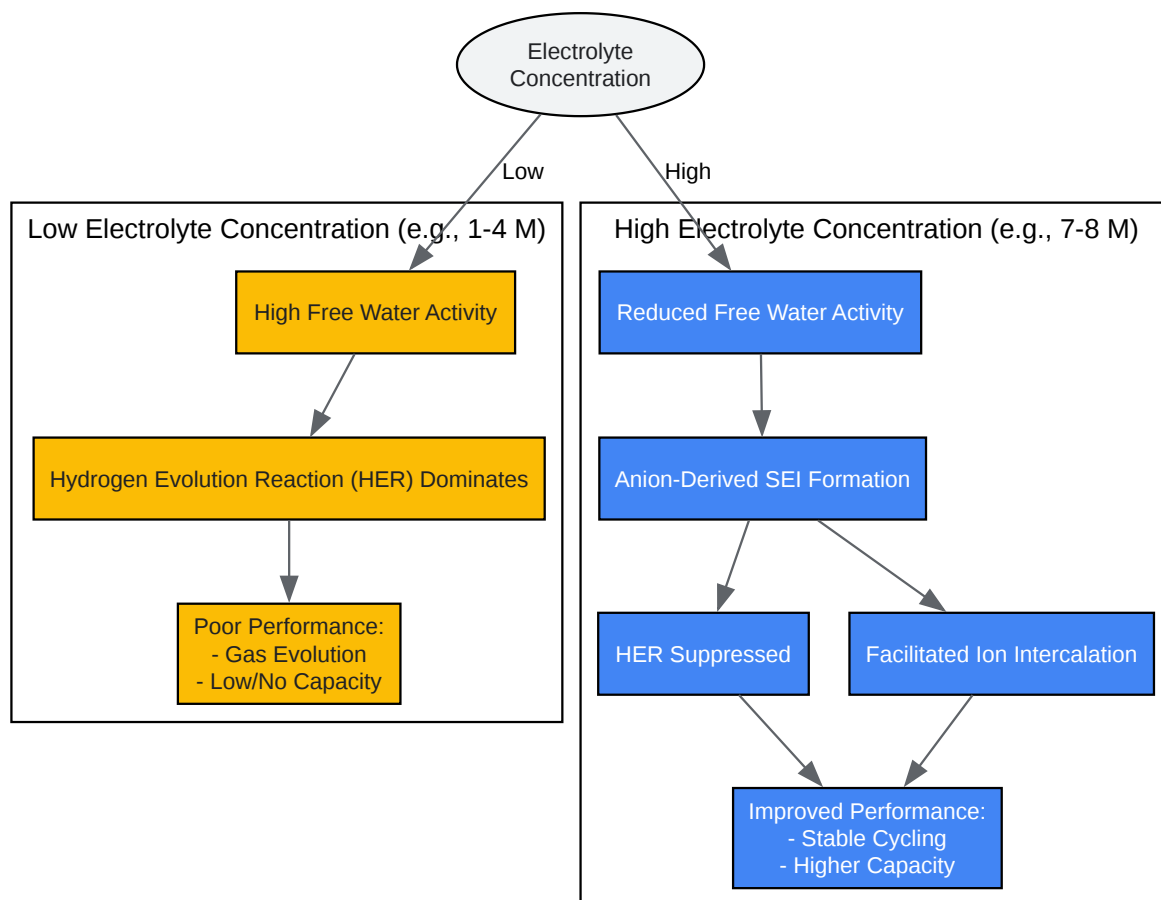 Electrolyte
Concentration
Low
High
Low Electrolyte Concentration (e.g., 1-4 M)
High Free Water Activity
Hydrogen Evolution Reaction (HER) Dominates
Poor Performance:
- Gas Evolution
- Low/No Capacity
High Electrolyte Concentration (e.g., 7-8 M)
Reduced Free Water Activity
Anion-Derived SEI Formation
HER Suppressed
Facilitated Ion Intercalation
Improved Performance:
- Stable Cycling
- Higher Capacity